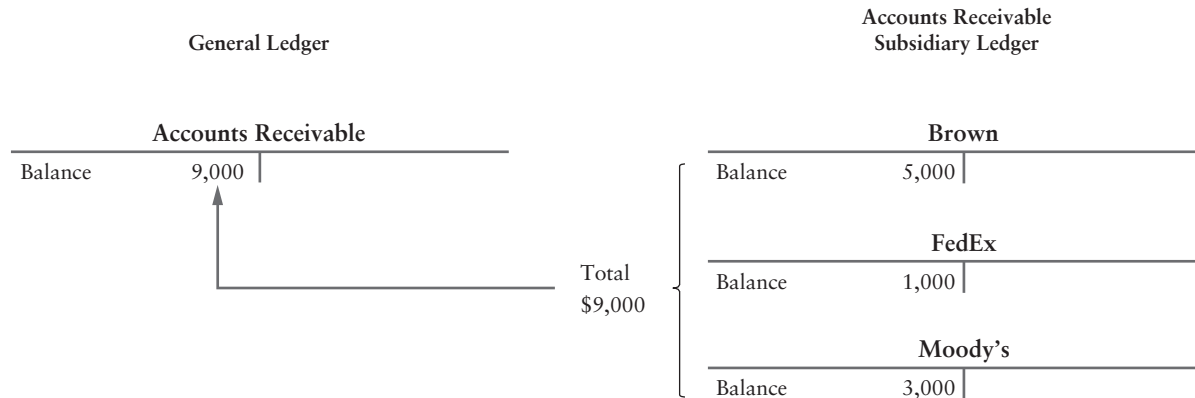 General Ledger
Accounts Receivable
Subsidiary Ledger
Accounts Receivable
Balance 9,000
Total
$9,000
Brown
Balance 5,000
FedEx
Balance 1,000
Moody’s
Balance 3,000